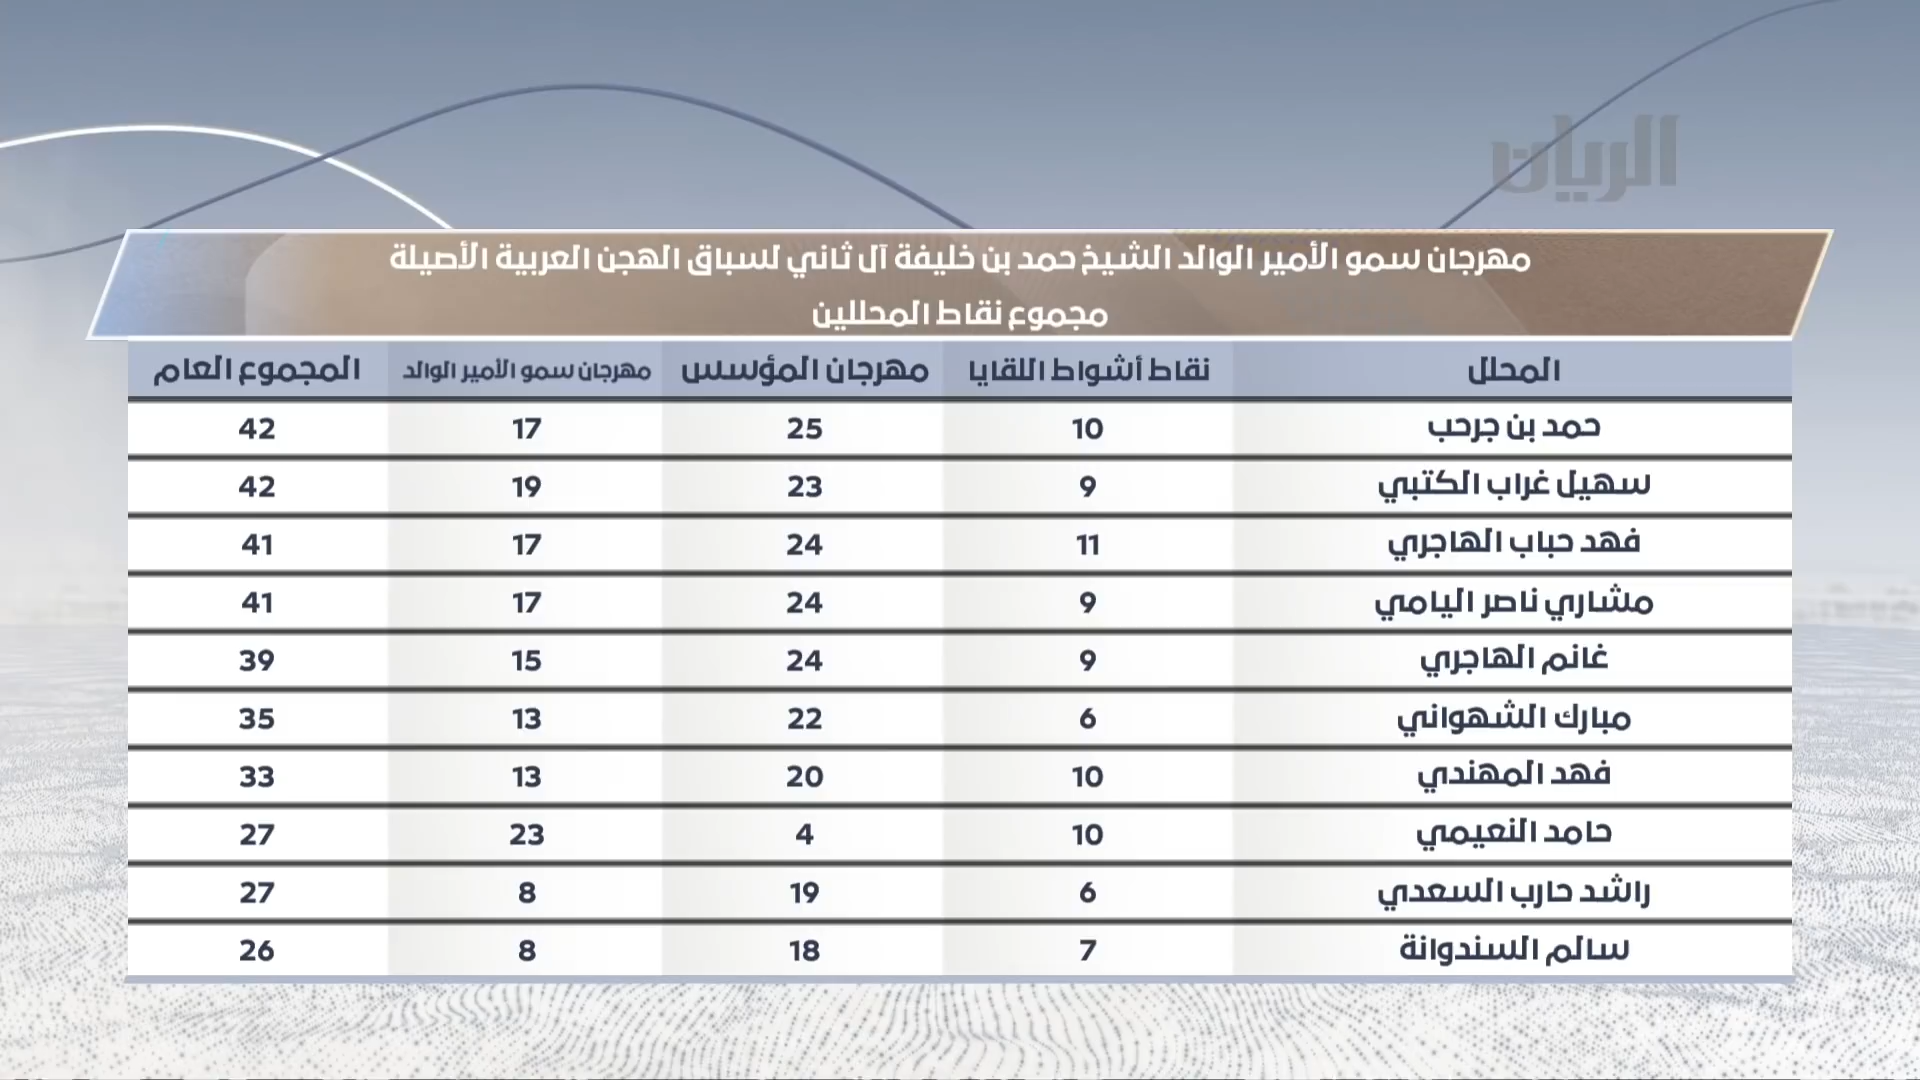 الريان
مهرجان سمو الأمير الوالد الشيخ حمد بن خليفة آل ثاني لسباق الهجن العربية الأصيلة
مجموع نقاط المحللين
المحلل نقاط أشواط اللقايا مهرجان المؤسس مهرجان سمو الأمير الوالد المجموع العام
حمد بن جرحب 10 25 17 42
سهيل غراب الكتبي 9 23 19 42
فهد حباب الهاجري 11 24 17 41
مشاري ناصر اليامي 9 24 17 41
غانم الهاجري 9 24 15 39
مبارك الشهواني 6 22 13 35
فهد المهندي 10 20 13 33
حامد النعيمي 10 4 23 27
راشد حارب السعدي 6 19 8 27
سالم السندوانة 7 18 8 26